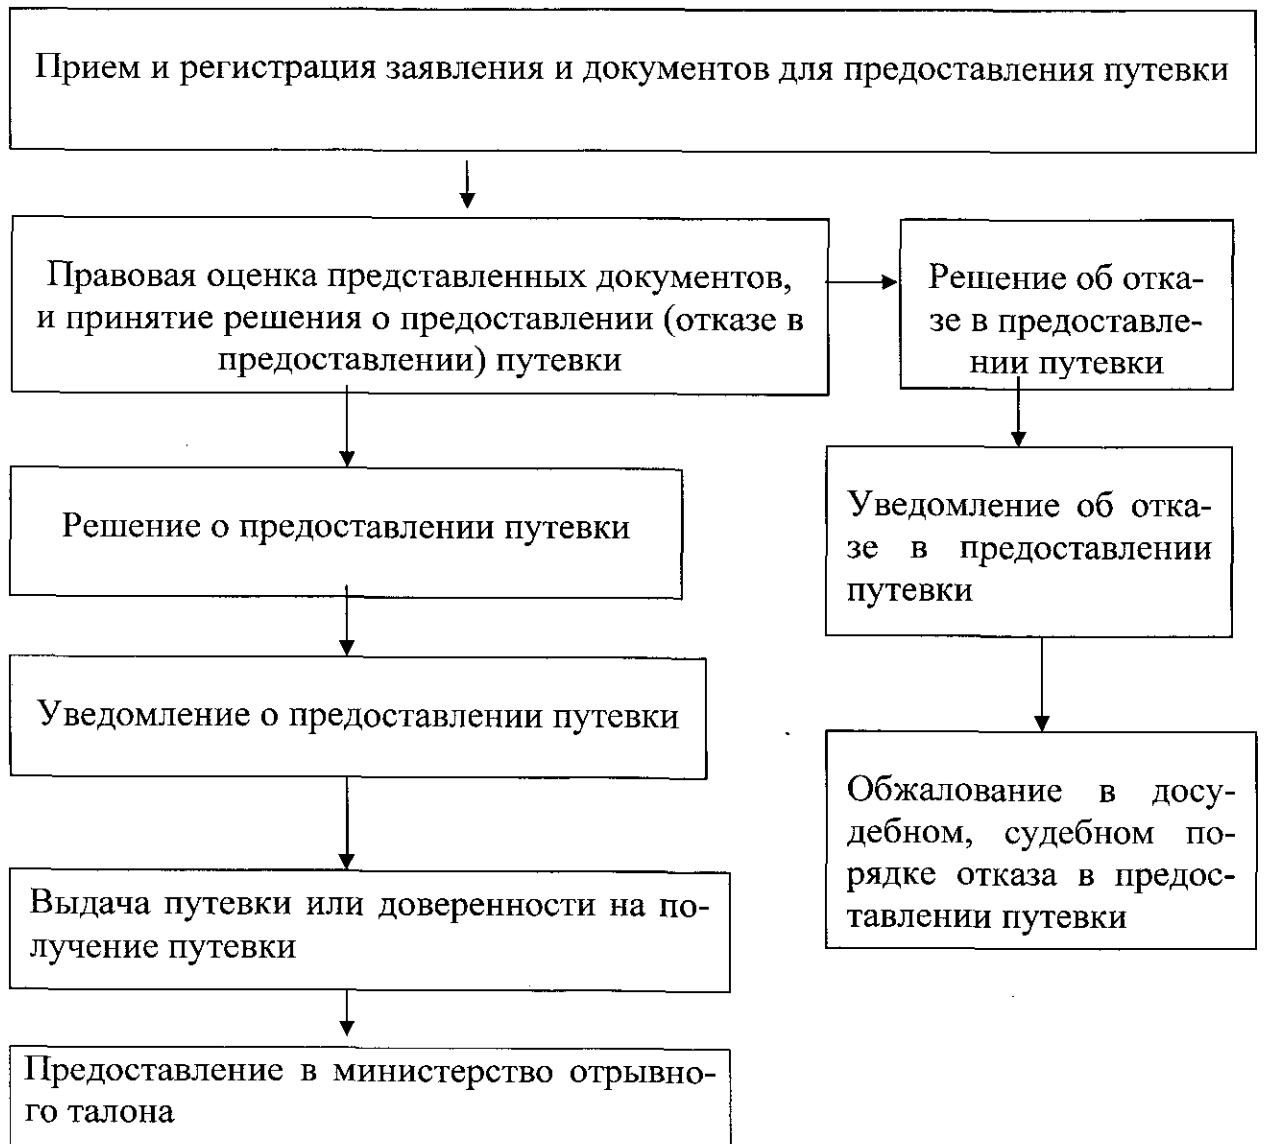 Прием и регистрация заявления и документов для предоставления путевки
Правовая оценка представленных документов,
и принятие решения о предоставлении (отказе в
предоставлении) путевки
Решение об отка-
зе в предоставле-
нии путевки
Решение о предоставлении путевки
Уведомление об отка-
зе в предоставлении
путевки
Уведомление о предоставлении путевки
Обжалование в досу-
дебном, судебном по-
рядке отказа в предос-
тавлении путевки
Выдача путевки или доверенности на по-
лучение путевки
Предоставление в министерство отрывно-
го талона